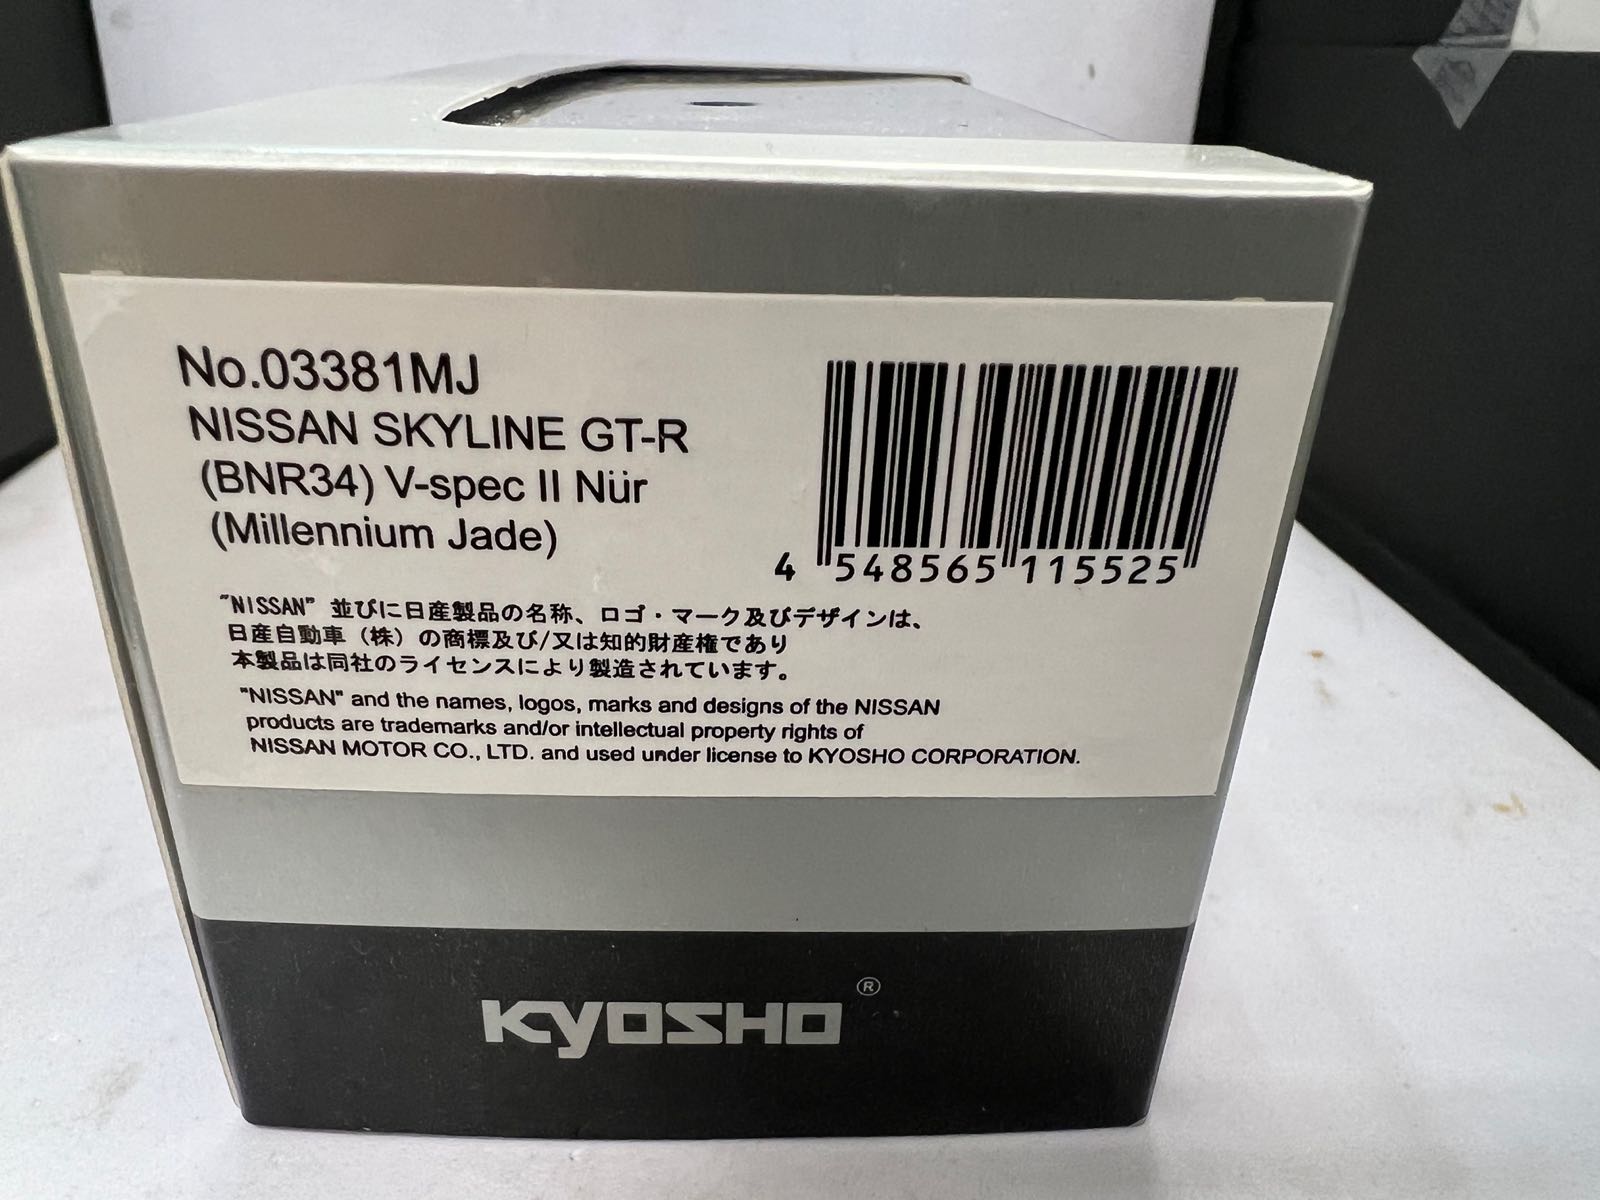 No.03381MJ
NISSAN SKYLINE GT-R
(BNR34) V-spec II Nür
(Millennium Jade)
4 548565 115525
"NISSAN" 並びに日産製品の名称、ロゴ・マーク及びデザインは、
日産自動車（株）の商標及び/又は知的財産権であり
本製品は同社のライセンスにより製造されています。
"NISSAN" and the names, logos, marks and designs of the NISSAN
products are trademarks and/or intellectual property rights of
NISSAN MOTOR CO., LTD. and used under license to KYOSHO CORPORATION.
KYOSHO®